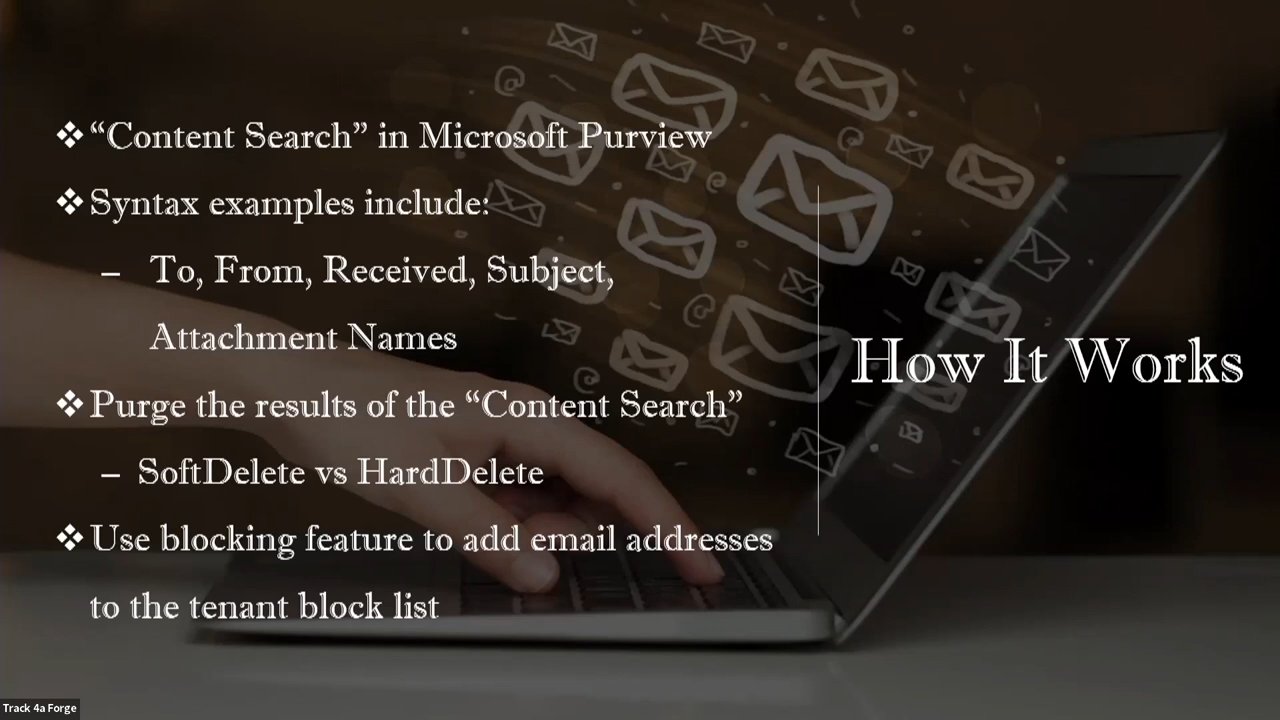 ❖ “Content Search” in Microsoft Purview
❖ Syntax examples include:
– To, From, Received, Subject,
Attachment Names
❖ Purge the results of the “Content Search”
– SoftDelete vs HardDelete
❖ Use blocking feature to add email addresses
to the tenant block list
How It Works
Track 4a Forge